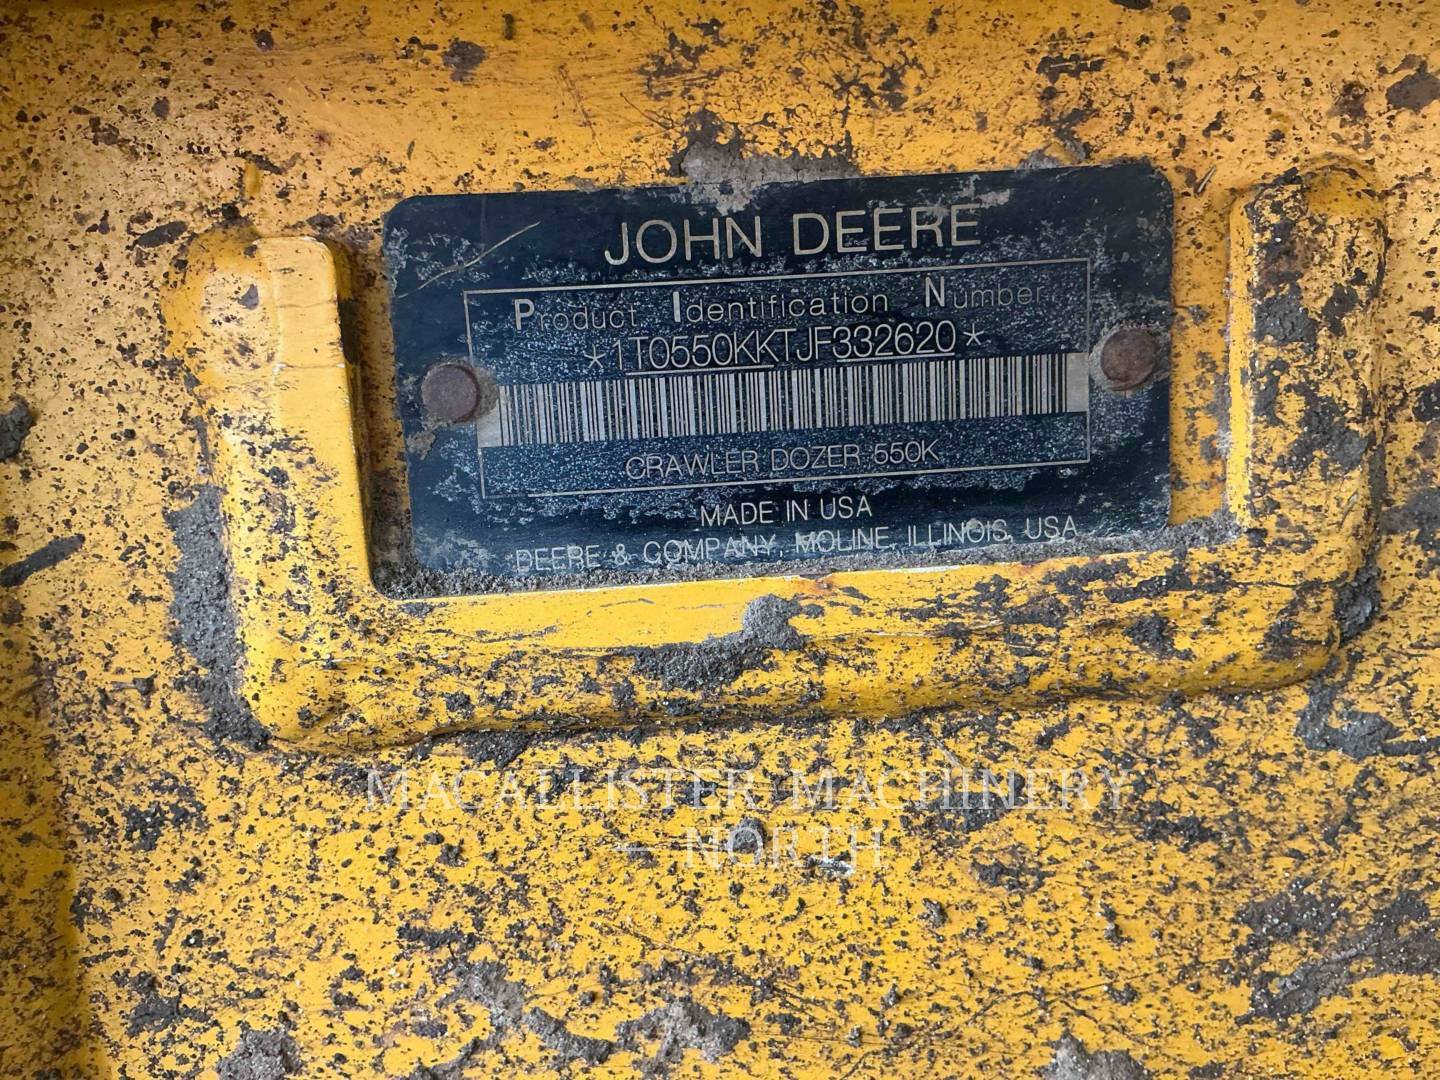 JOHN DEERE
Product Identification Number
*1T0550KKTJF332620*
CRAWLER DOZER 550K
MADE IN USA
DEERE & COMPANY, MOLINE, ILLINOIS, USA
MACALLISTER MACHINERY
— NORTH